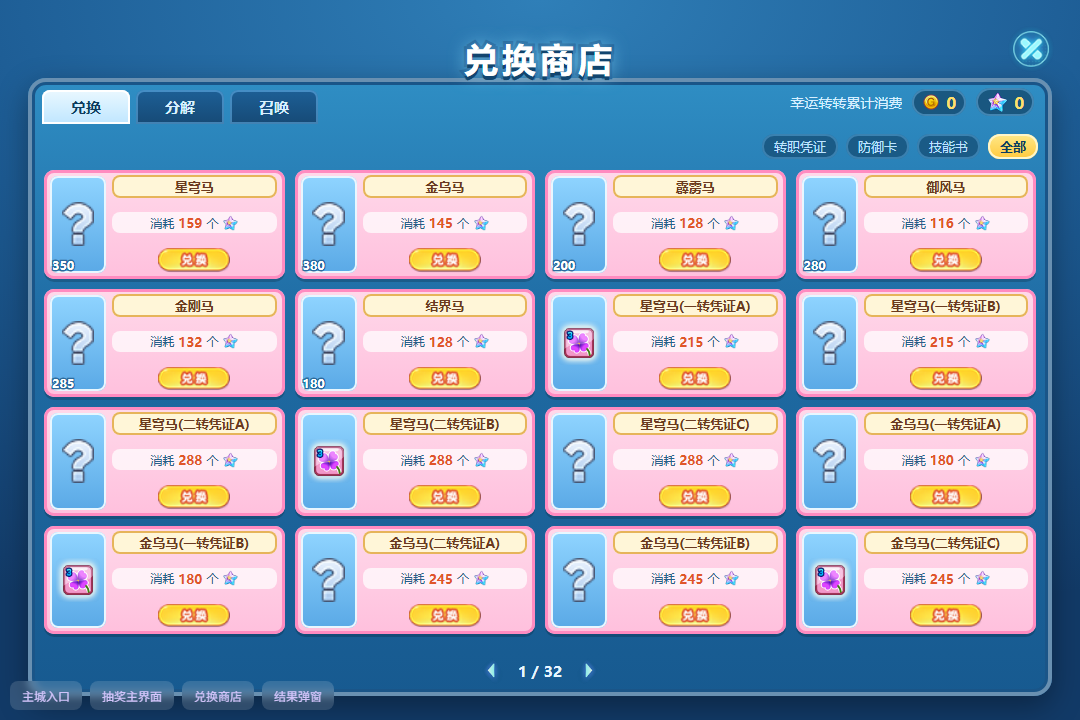 兑换商店
兑换 分解 召唤
幸运转转累计消费 0 0
转职凭证 防御卡 技能书 全部
星穹马 金乌马 霹雳马 御风马
消耗 159 个 消耗 145 个 消耗 128 个 消耗 116 个
350 兑换 380 兑换 200 兑换 280 兑换
金刚马 结界马 星穹马(一转凭证A) 星穹马(一转凭证B)
消耗 132 个 消耗 128 个 3 消耗 215 个 消耗 215 个
285 兑换 180 兑换 兑换 兑换
星穹马(二转凭证A) 星穹马(二转凭证B) 星穹马(二转凭证C) 金乌马(一转凭证A)
消耗 288 个 3 消耗 288 个 消耗 288 个 消耗 180 个
兑换 兑换 兑换 兑换
金乌马(一转凭证B) 金乌马(二转凭证A) 金乌马(二转凭证B) 金乌马(二转凭证C)
3 消耗 180 个 消耗 245 个 消耗 245 个 3 消耗 245 个
兑换 兑换 兑换 兑换
1 / 32
主城入口 抽奖主界面 兑换商店 结果弹窗